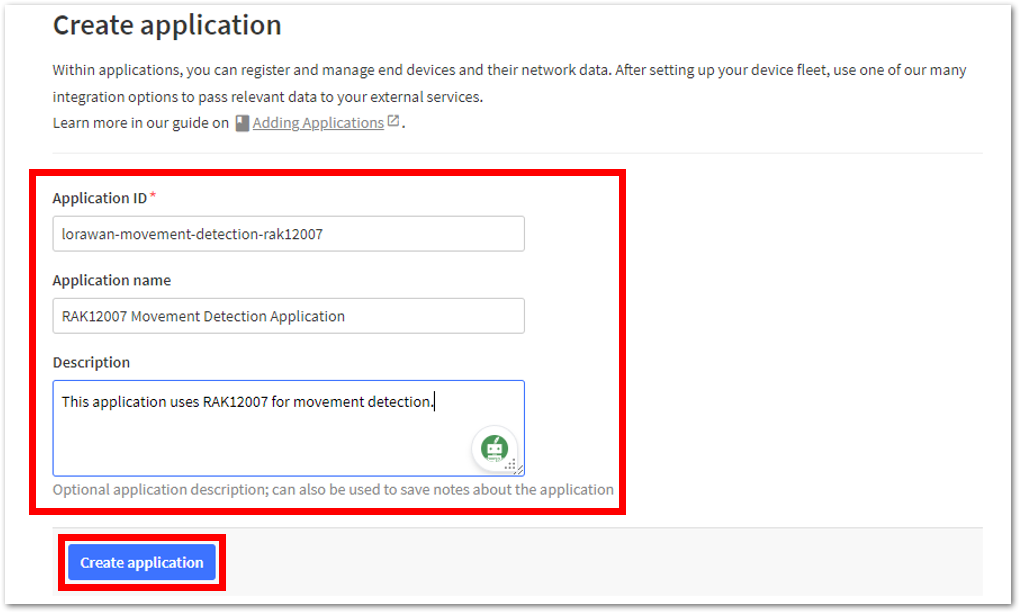 Create application
Within applications, you can register and manage end devices and their network data. After setting up your device fleet, use one of our many
integration options to pass relevant data to your external services.
Learn more in our guide on Adding Applications.
Application ID*
lorawan-movement-detection-rak12007
Application name
RAK12007 Movement Detection Application
Description
This application uses RAK12007 for movement detection.
Optional application description; can also be used to save notes about the application
Create application